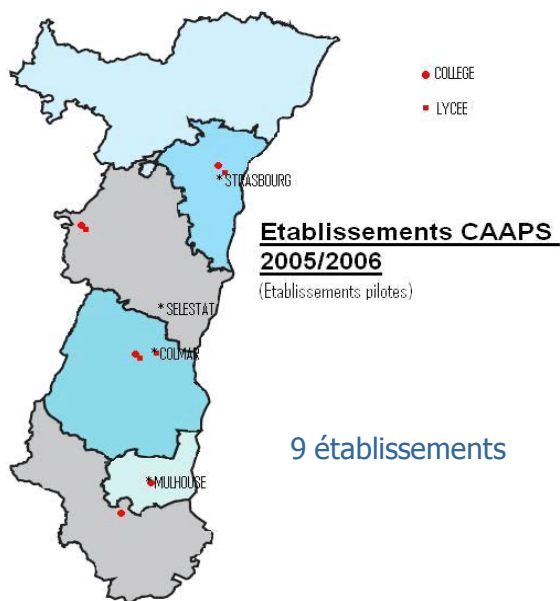 COLLEGE
LYCEE
*STRASBOURG
Etablissements CAAPS
2005/2006
(Etablissements pilotes)
*SELESTAT
*COLMAR
9 établissements
*MULHOUSE